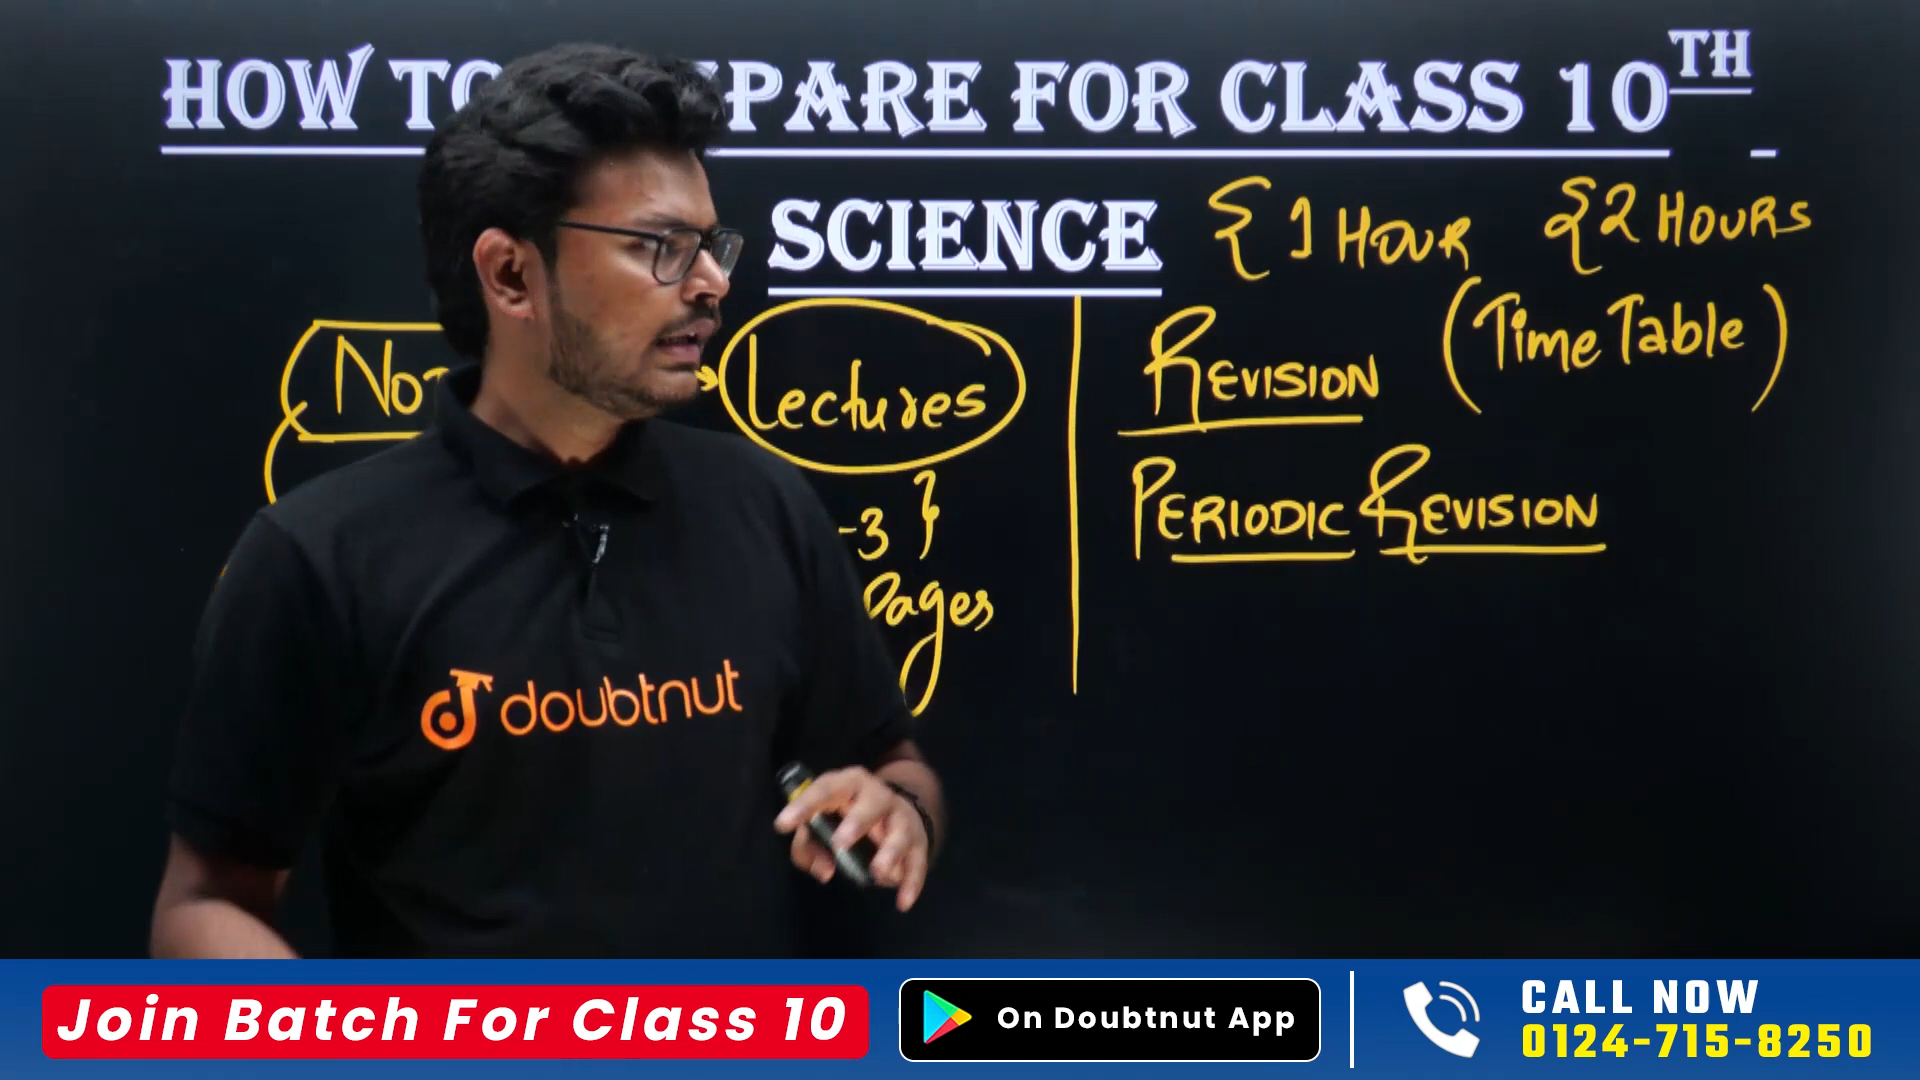 HOW TO PARE FOR CLASS 10TH
SCIENCE { 1 HOUR { 2 HOURS
Lectures
REVISION (Time Table)
PERIODIC REVISION
-3 }
Pages
doubtnut
Join Batch For Class 10
On Doubtnut App
CALL NOW
0124-715-8250